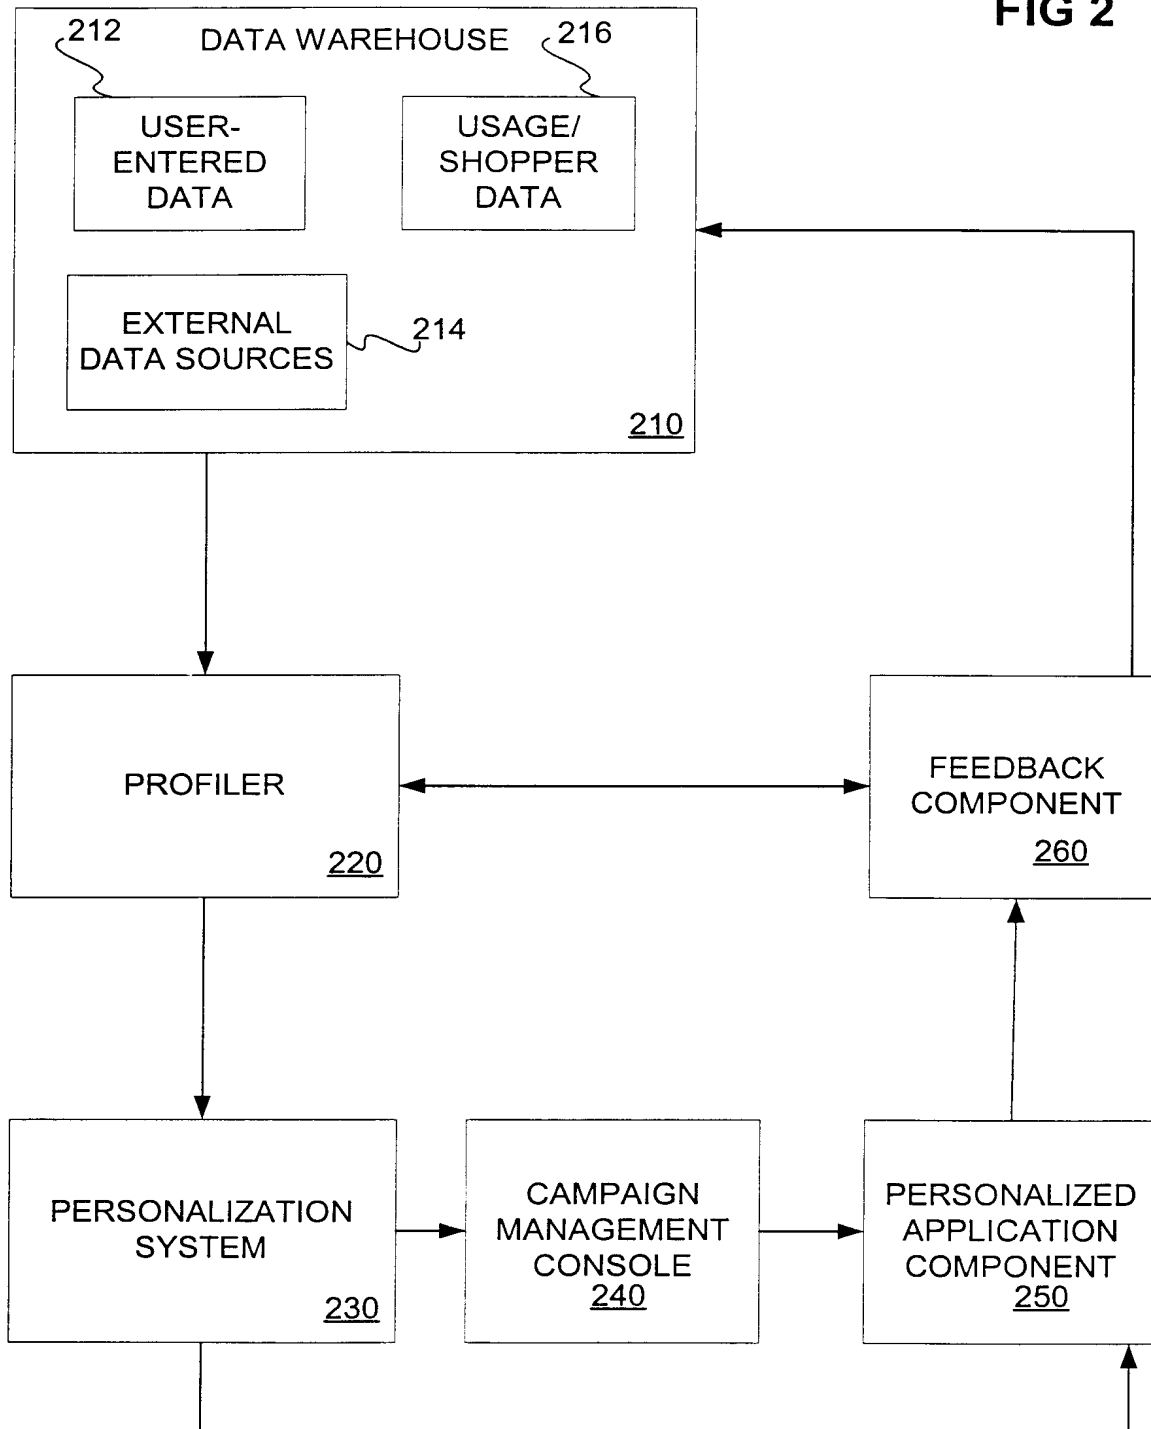 FIG 2
212
DATA WAREHOUSE
216
USER-
ENTERED
DATA
USAGE/
SHOPPER
DATA
EXTERNAL
DATA SOURCES
214
210
PROFILER
220
FEEDBACK
COMPONENT
260
PERSONALIZATION
SYSTEM
230
CAMPAIGN
MANAGEMENT
CONSOLE
240
PERSONALIZED
APPLICATION
COMPONENT
250